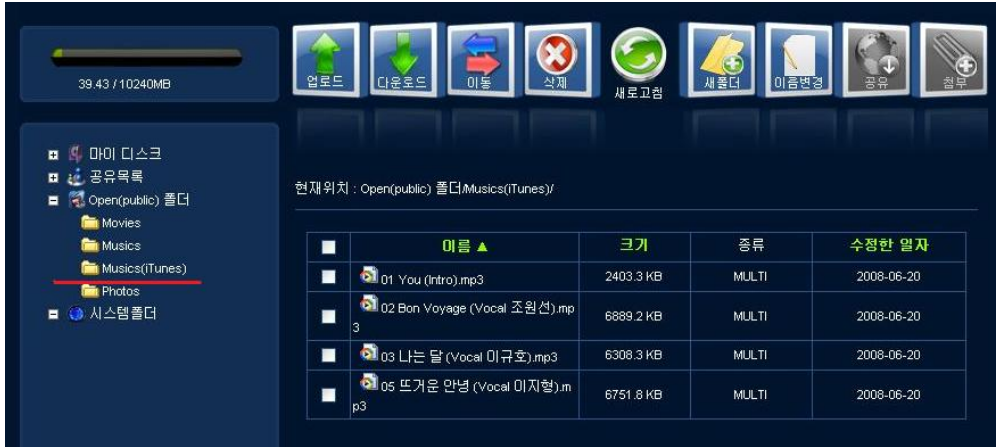 39.43 / 10240MB
업로드
다운로드
이동
삭제
새로고침
새폴더
이름변경
공유
첨부
마이 디스크
공유목록
Open(public) 폴더
Movies
Musics
Musics(iTunes)
Photos
시스템폴더
현재위치 : Open(public) 폴더/Musics(iTunes)/
이름 ▲ 크기 종류 수정한 일자
01 You (Intro).mp3 2403.3 KB MULTI 2008-06-20
02 Bon Voyage (Vocal 조원선).mp
3 6889.2 KB MULTI 2008-06-20
03 나는 달 (Vocal 이규호).mp3 6308.3 KB MULTI 2008-06-20
05 뜨거운 안녕 (Vocal 이지형).m
p3 6751.8 KB MULTI 2008-06-20